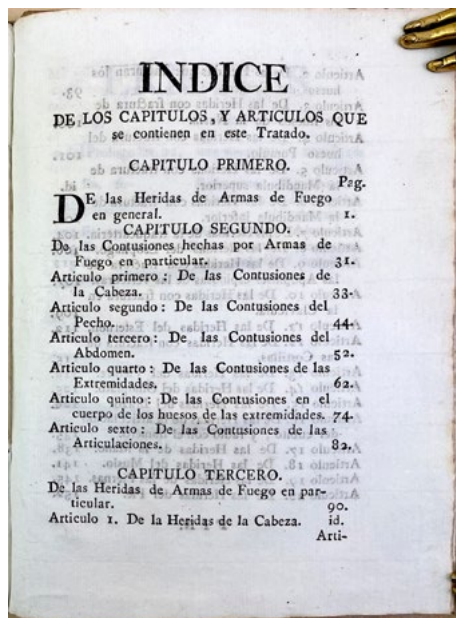 INDICE
DE LOS CAPITULOS, Y ARTICULOS QUE
se contienen en este Tratado.
CAPITULO PRIMERO.
Pag.
DE las Heridas de Armas de Fuego
en general. 1.
CAPITULO SEGUNDO.
De las Contusiones hechas por Armas de
Fuego en particular. 31.
Articulo primero: De las Contusiones de
la Cabeza. 33.
Articulo segundo: De las Contusiones del
Pecho. 44.
Articulo tercero: De las Contusiones del
Abdomen. 52.
Articulo quarto: De las Contusiones de las
Extremidades. 62.
Articulo quinto: De las Contusiones en el
cuerpo de los huesos de las extremidades. 74.
Articulo sexto: De las Contusiones de las
Articulaciones. 82.
CAPITULO TERCERO.
De las Heridas de Armas de Fuego en par-
ticular. 90.
Articulo 1. De la Heridas de la Cabeza. id.
Arti-